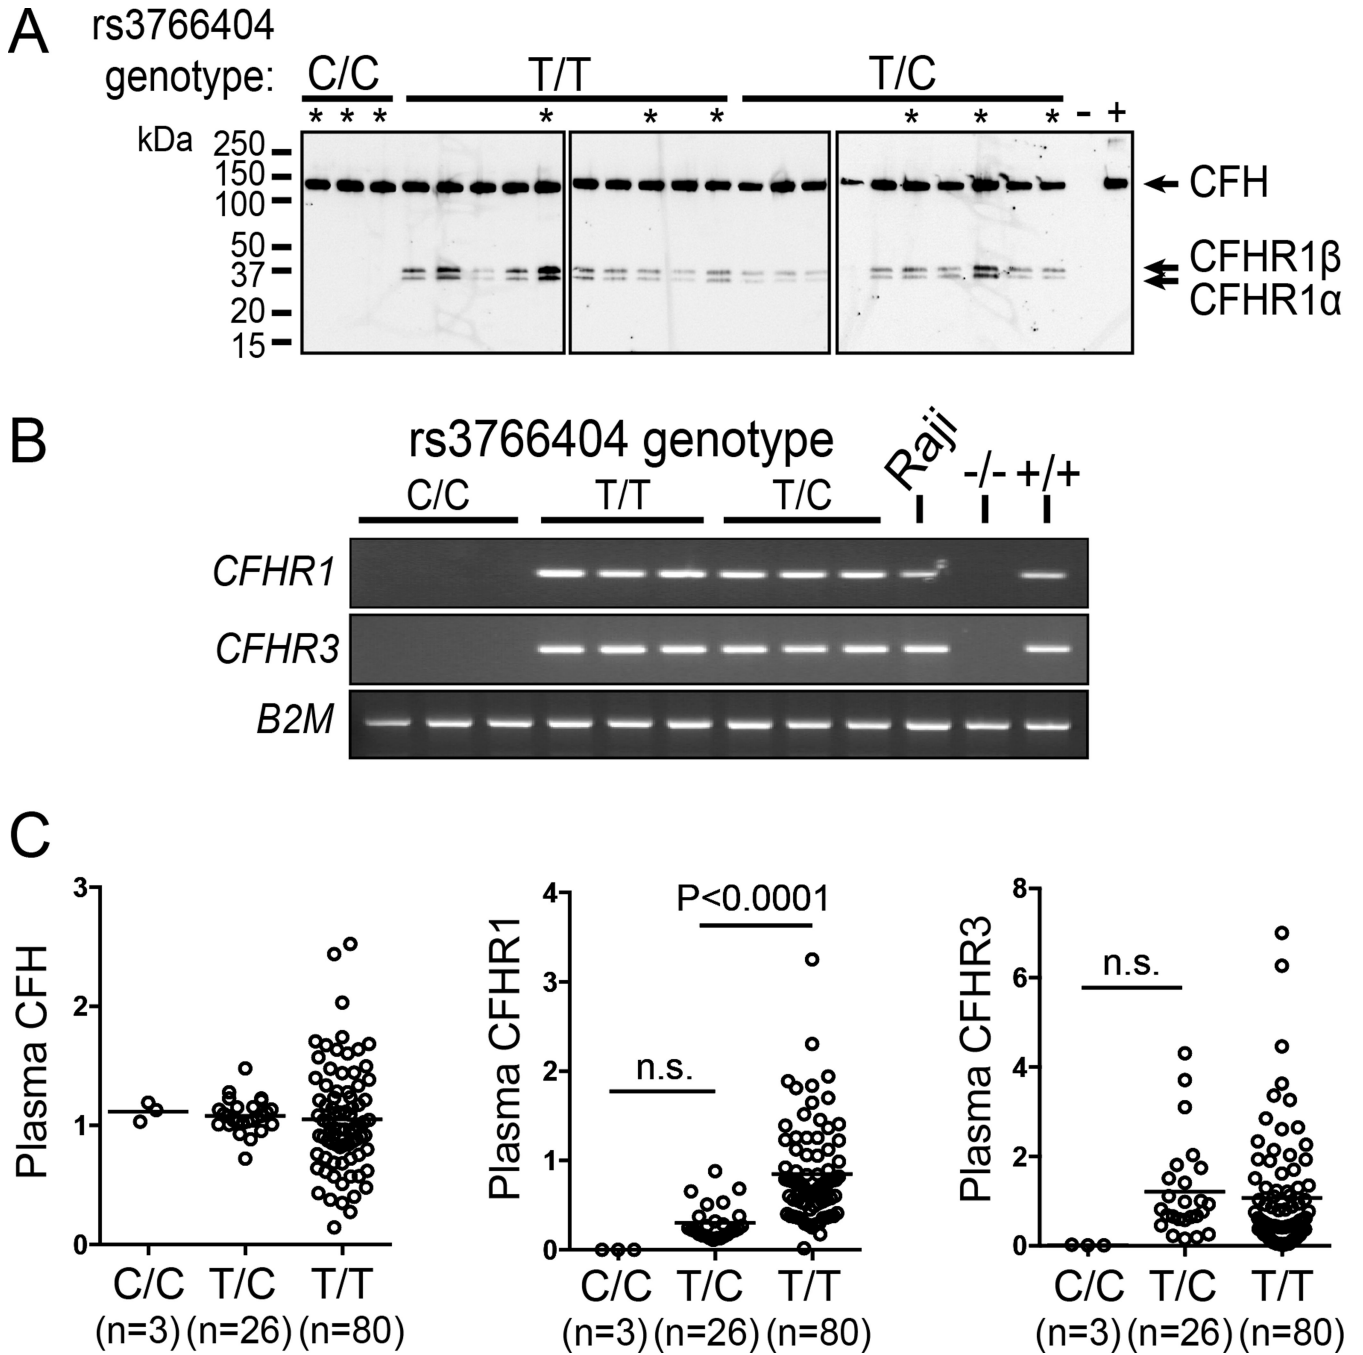 A
rs3766404
genotype:
C/C
T/T
T/C
* * *
*
* *
* * * - +
kDa
250
150
100
50
37
20
15
CFH
CFHR1β
CFHR1α
B
rs3766404 genotype
C/C
T/T
T/C
Raji
-/-
+/+
CFHR1
CFHR3
B2M
C
Plasma CFH
3
2
1
0
C/C T/C T/T
(n=3) (n=26) (n=80)
Plasma CFHR1
4
3
2
1
0
n.s.
P<0.0001
C/C T/C T/T
(n=3) (n=26) (n=80)
Plasma CFHR3
8
6
4
2
0
n.s.
C/C T/C T/T
(n=3) (n=26) (n=80)